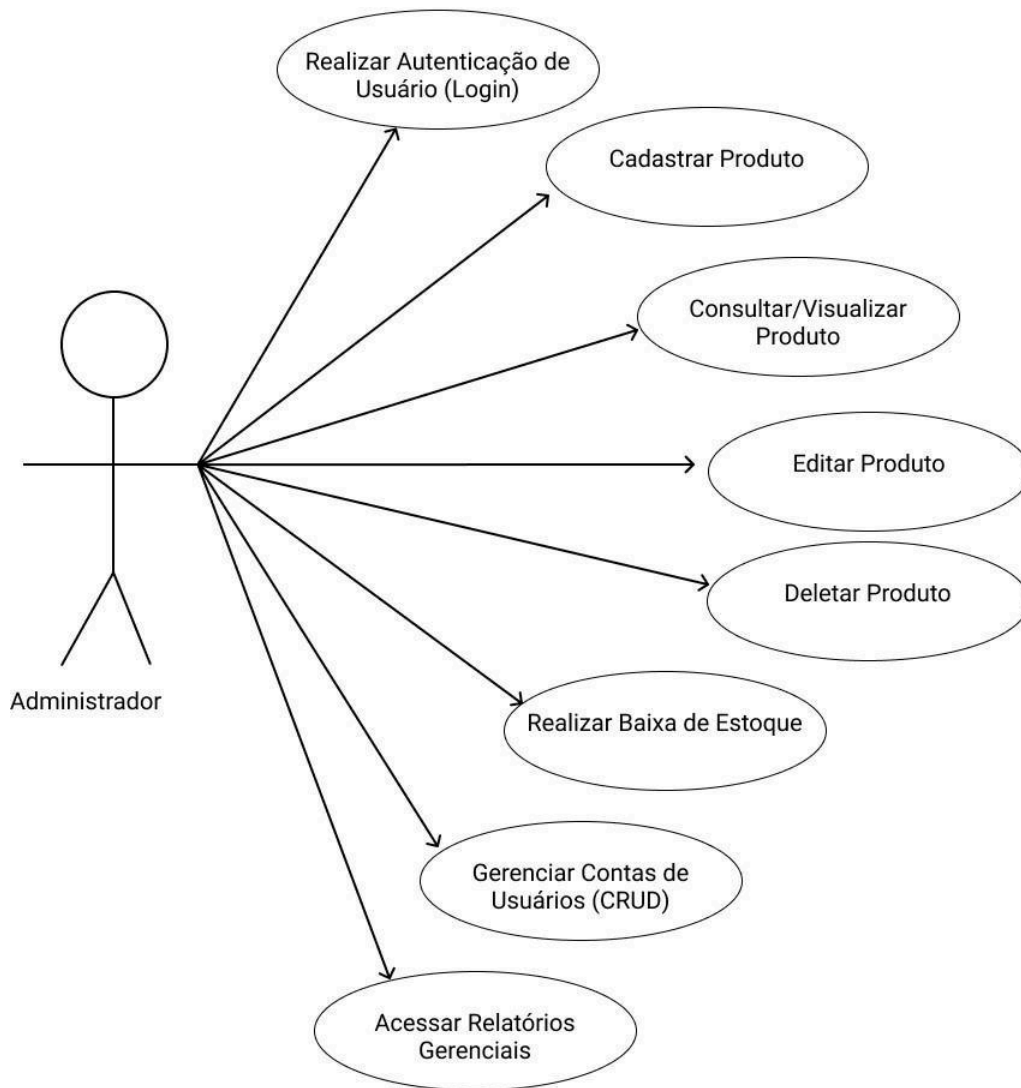 Realizar Autenticação de
Usuário (Login)
Cadastrar Produto
Consultar/Visualizar
Produto
Editar Produto
Deletar Produto
Administrador
Realizar Baixa de Estoque
Gerenciar Contas de
Usuários (CRUD)
Acessar Relatórios
Gerenciais